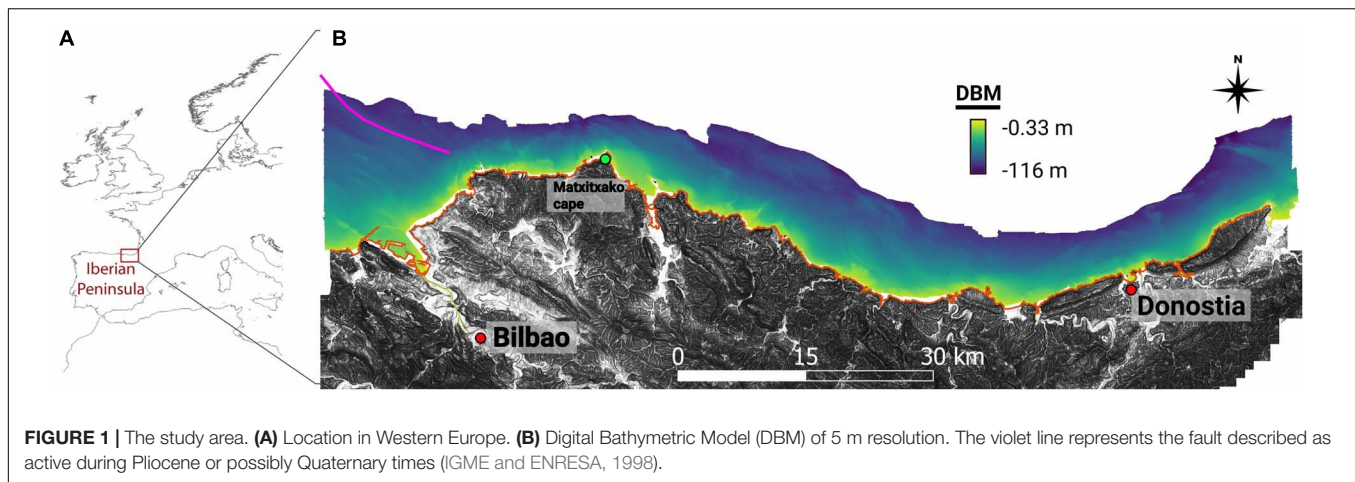 A
B
N
DBM
-0.33 m
-116 m
Matxitxako
cape
Iberian
Peninsula
Donostia
Bilbao
0 15 30 km
FIGURE 1 | The study area. (A) Location in Western Europe. (B) Digital Bathymetric Model (DBM) of 5 m resolution. The violet line represents the fault described as
active during Pliocene or possibly Quaternary times (IGME and ENRESA, 1998).